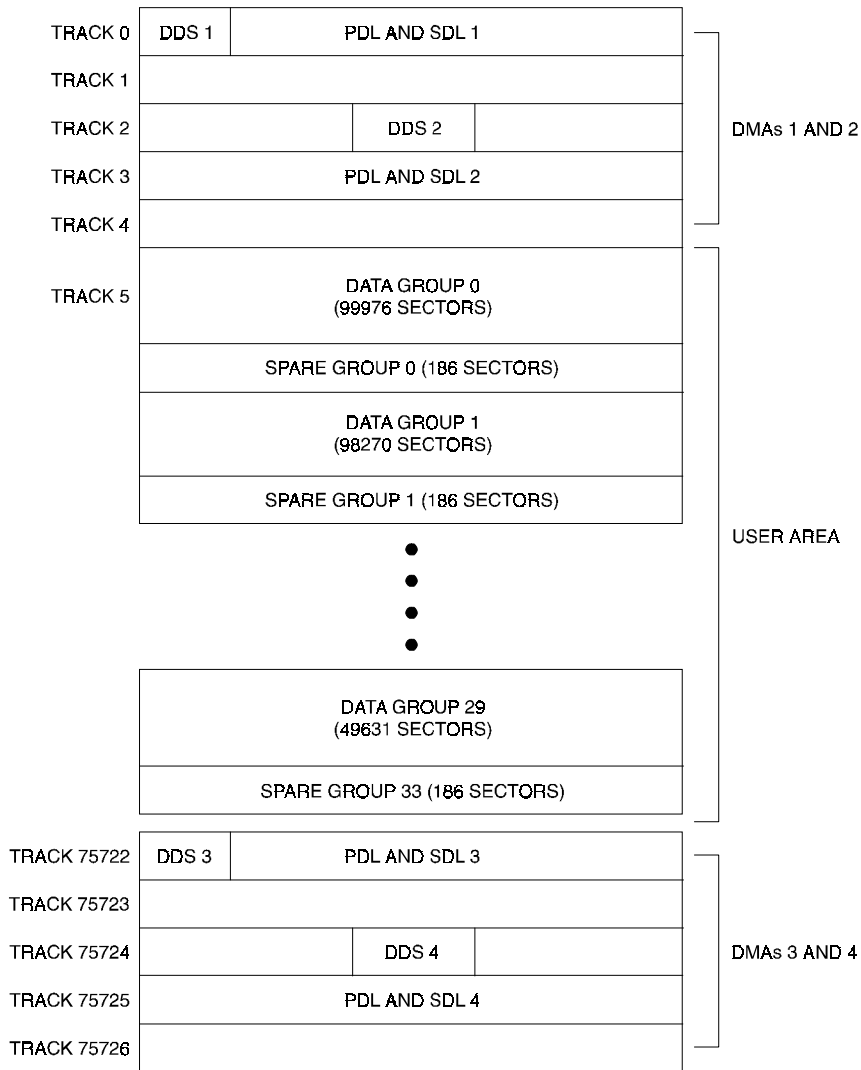 TRACK 0 DDS 1 PDL AND SDL 1
TRACK 1
TRACK 2 DDS 2 DMAs 1 AND 2
TRACK 3 PDL AND SDL 2
TRACK 4
TRACK 5 DATA GROUP 0
(99976 SECTORS)
SPARE GROUP 0 (186 SECTORS)
DATA GROUP 1
(98270 SECTORS)
SPARE GROUP 1 (186 SECTORS)
USER AREA
DATA GROUP 29
(49631 SECTORS)
SPARE GROUP 33 (186 SECTORS)
TRACK 75722 DDS 3 PDL AND SDL 3
TRACK 75723
TRACK 75724 DDS 4 DMAs 3 AND 4
TRACK 75725 PDL AND SDL 4
TRACK 75726